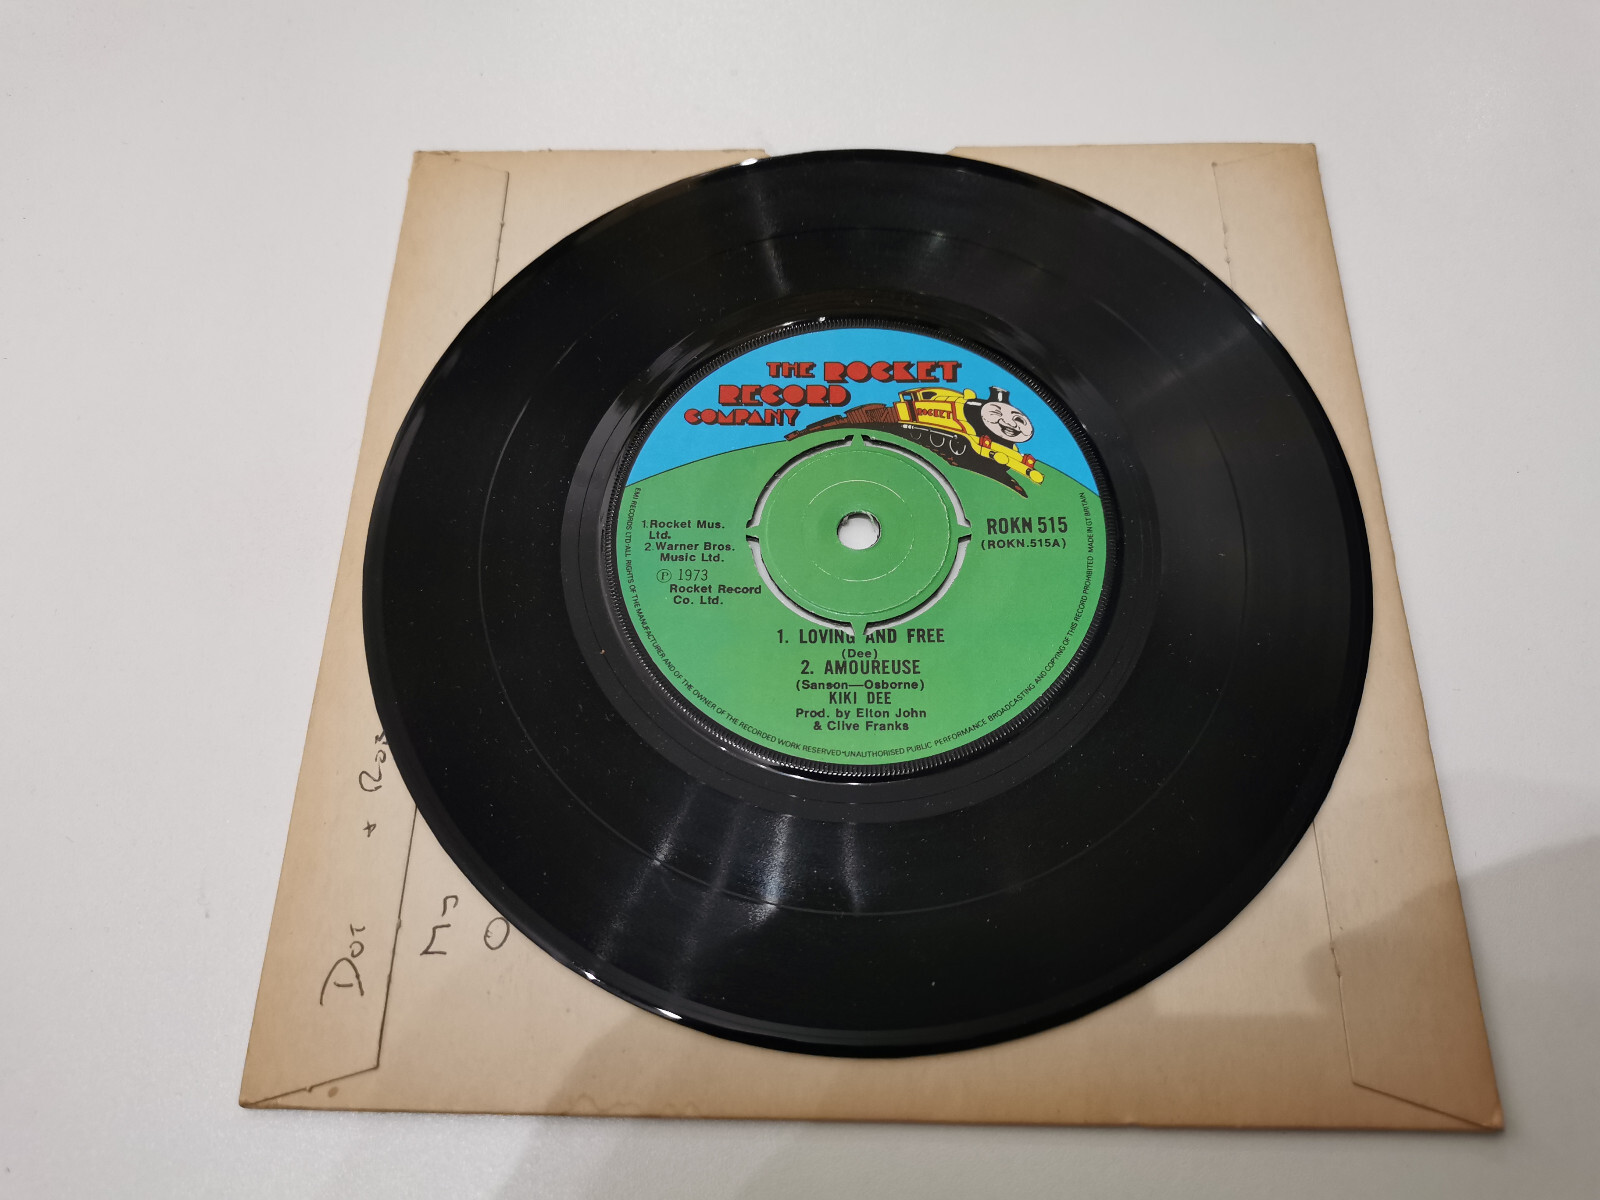 THE ROCKET
RECORD
COMPANY
ROCKET
1.Rocket Mus.
Ltd.
2.Warner Bros.
Music Ltd.
℗ 1973
Rocket Record
Co. Ltd.
ROKN 515
(ROKN.515A)
1. LOVING AND FREE
(Dee)
2. AMOUREUSE
(Sanson—Osborne)
KIKI DEE
Prod. by Elton John
& Clive Franks
EMI RECORDS LTD·ALL RIGHTS OF THE MANUFACTURER AND OF THE OWNER OF THE RECORDED WORK RESERVED·UNAUTHORISED PUBLIC PERFORMANCE BROADCASTING AND COPYING OF THIS RECORD PROHIBITED MADE IN GT BRITAIN
DOT +